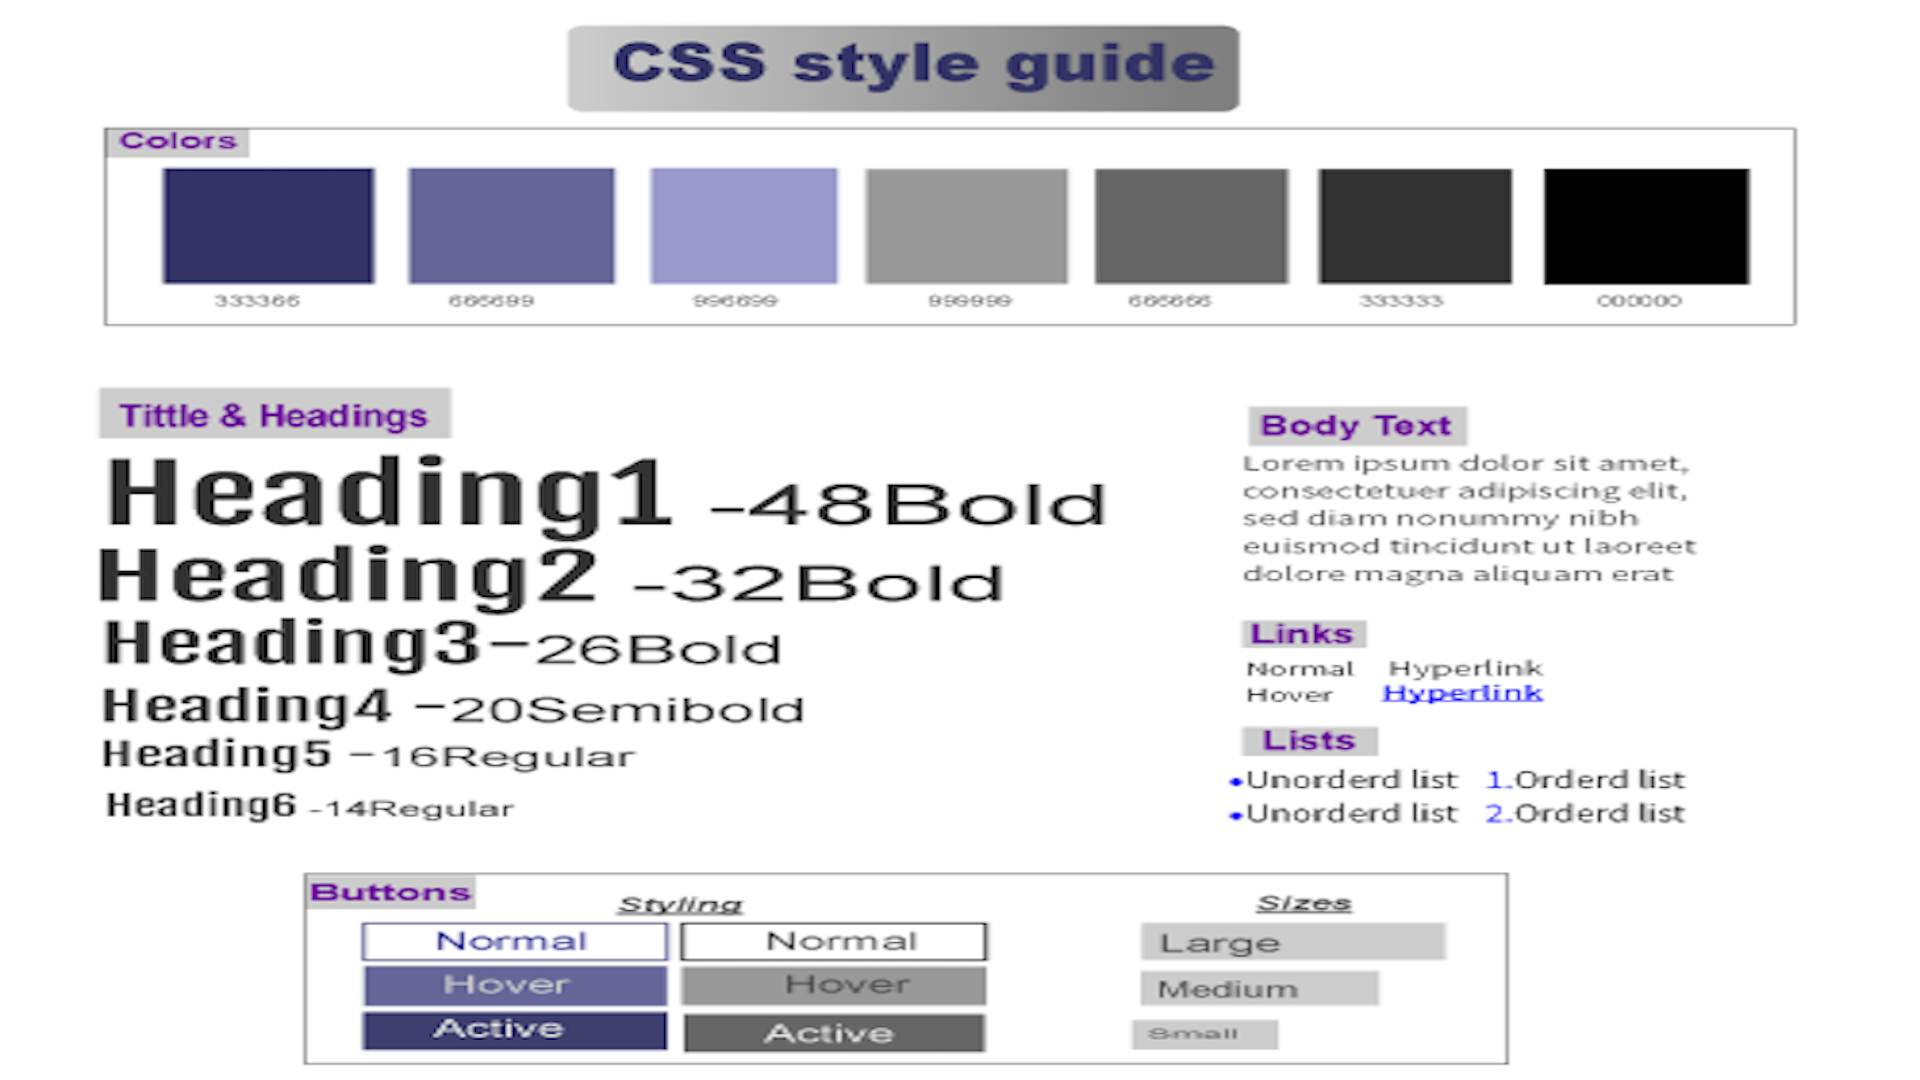 CSS style guide
Colors
333366 666699 999999 666666 333333 000000
Tittle & Headings
Heading1 -48Bold
Heading2 -32Bold
Heading3-26Bold
Heading4 -20Semibold
Heading5 -16Regular
Heading6 -14Regular
Body Text
Lorem ipsum dolor sit amet,
consectetuer adipiscing elit,
sed diam nonummy nibh
euismod tincidunt ut laoreet
dolore magna aliquam erat
Links
Normal Hyperlink
Hover Hyperlink
Lists
•Unorderd list 1.Orderd list
•Unorderd list 2.Orderd list
Buttons
Styling
Normal Normal
Hover Hover
Active Active
Sizes
Large
Medium
Small